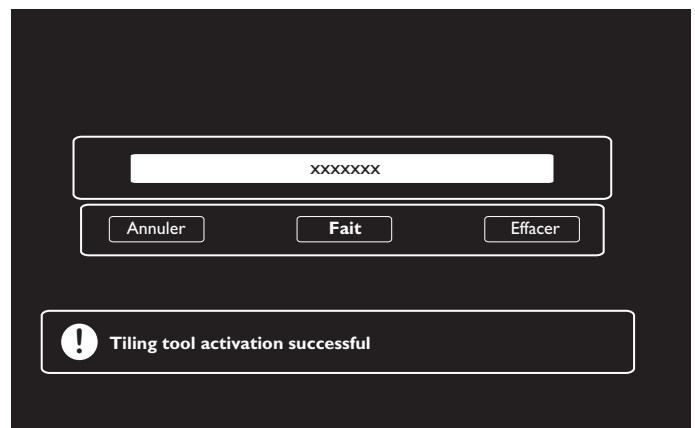 xxxxxxx
Annuler Fait Effacer
! Tiling tool activation successful